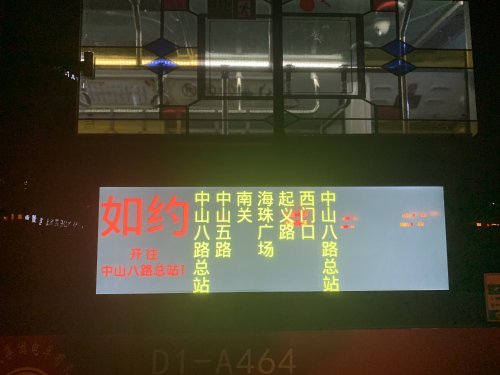 如约
开往
中山八路总站!
中山八路总站
中山五路
南关
海珠广场
起义路
西门口
中山八路总站
D1-A464